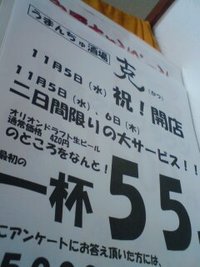 うまんちゅ酒場
克(かつ)
11月5日(水)祝!開店
11月5日(水)、6日(木)
二日間限りの大サービス!!
オリオンドラフト生ビール
通常価格 420円
のところをなんと!
最初の
一杯55
にアンケートにお答え頂いた方には、